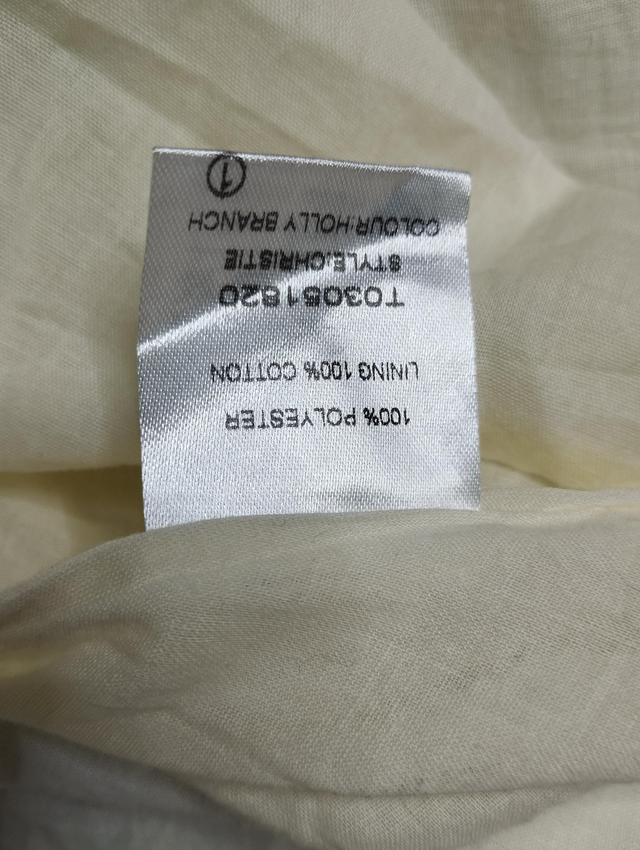 100% POLYESTER
LINING 100% COTTON
T03051820
STYLE:CHRISTIE
COLOUR:HOLLY BRANCH
1